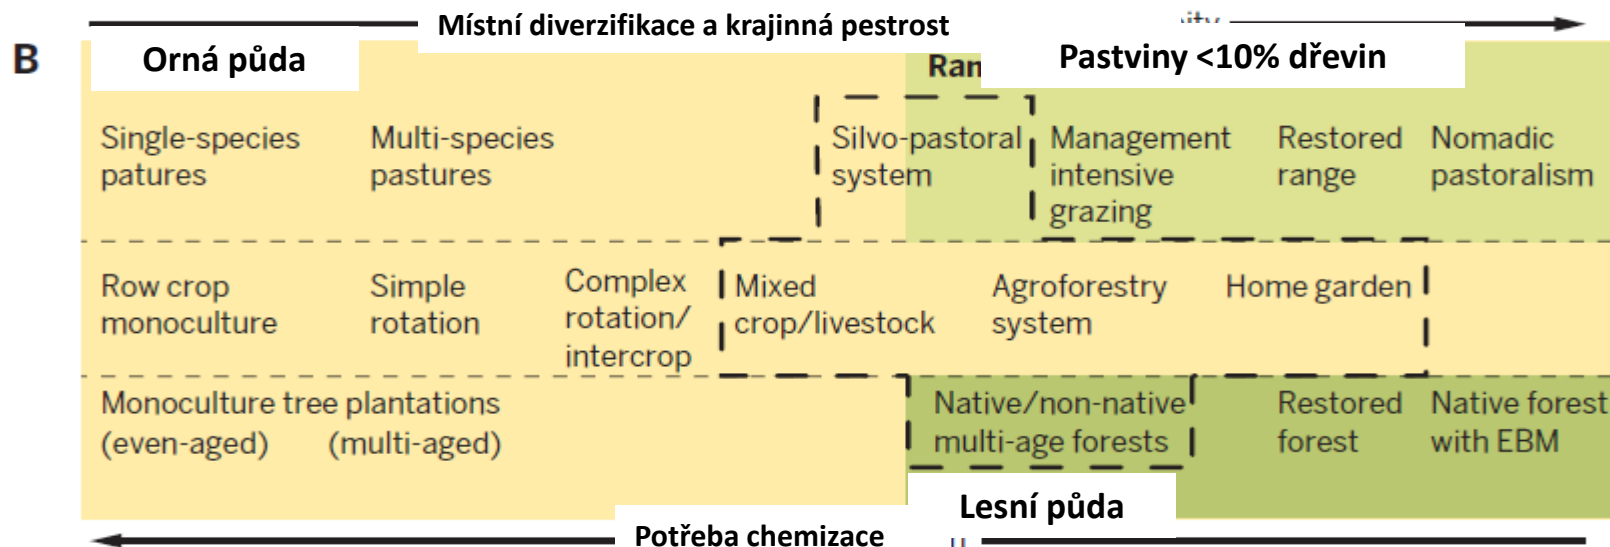 Místní diverzifikace a krajinná pestrost
B
Orná půda
Pastviny <10% dřevin
Single-species
patures
Multi-species
pastures
Silvo-pastoral
system
Management
intensive
grazing
Restored
range
Nomadic
pastoralism
Row crop
monoculture
Simple
rotation
Complex
rotation/
intercrop
Mixed
crop/livestock
Agroforestry
system
Home garden
Monoculture tree plantations
(even-aged) (multi-aged)
Native/non-native
multi-age forests
Restored
forest
Native forest
with EBM
Lesní půda
Potřeba chemizace